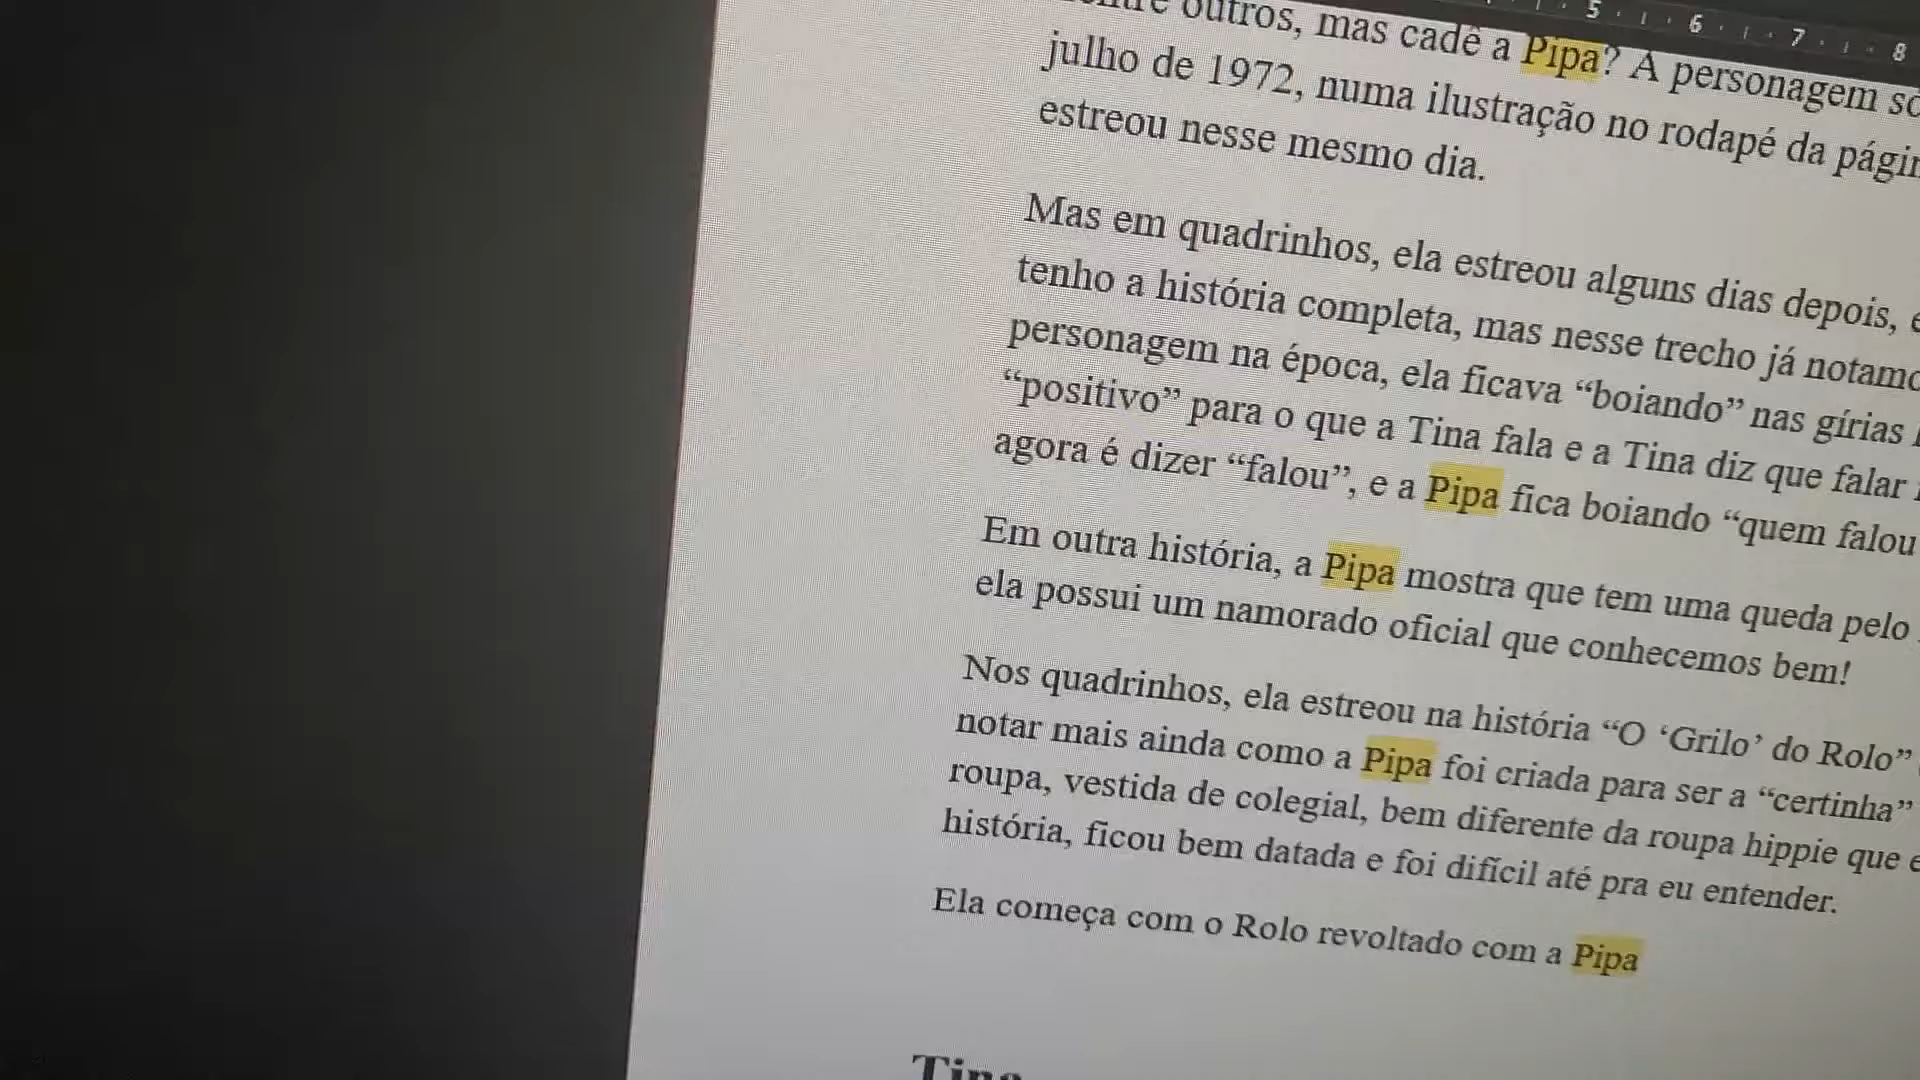 5 6 7 8
outros, mas cadê a Pipa? A personagem só
julho de 1972, numa ilustração no rodapé da
estreou nesse mesmo dia.
Mas em quadrinhos, ela estreou alguns dias depois,
tenho a história completa, mas nesse trecho já
personagem na época, ela ficava “boiando” nas gírias
“positivo” para o que a Tina fala e a Tina diz que falar
agora é dizer “falou”, e a Pipa fica boiando “quem falou
Em outra história, a Pipa mostra que tem uma queda pelo
ela possui um namorado oficial que conhecemos bem!
Nos quadrinhos, ela estreou na história “O ‘Grilo’ do Rolo”
notar mais ainda como a Pipa foi criada para ser a “certinha”
roupa, vestida de colegial, bem diferente da roupa hippie que
história, ficou bem datada e foi difícil até pra eu entender.
Ela começa com o Rolo revoltado com a Pipa
Tina